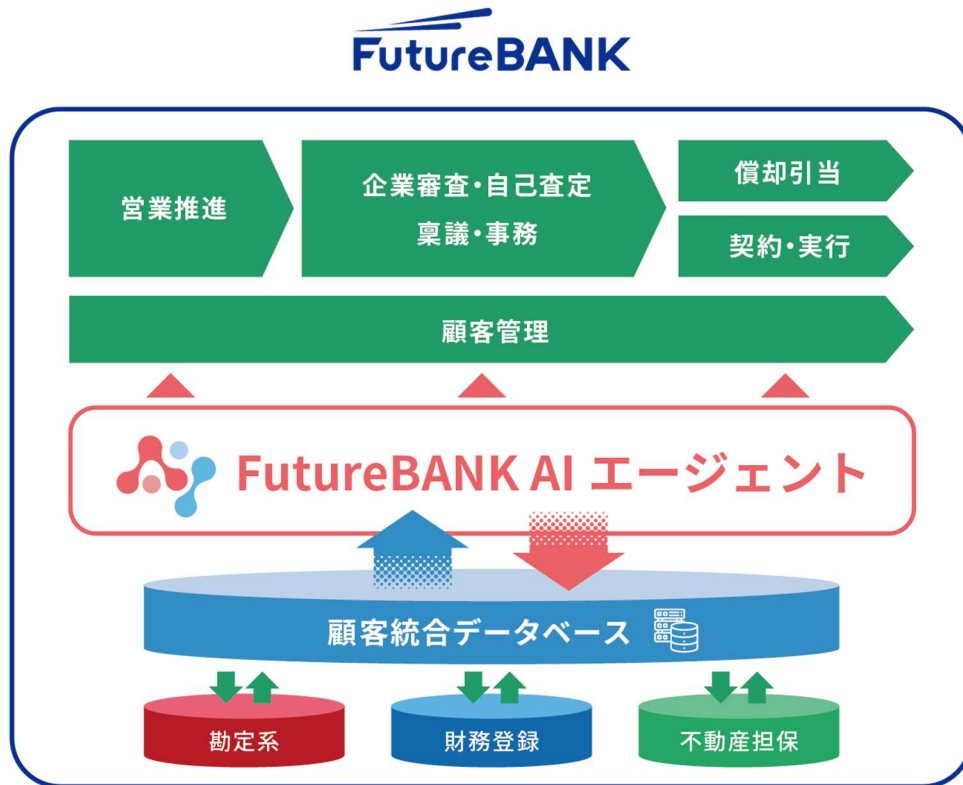 FutureBANK
営業推進
企業審査・自己査定
稟議・事務
償却引当
契約・実行
顧客管理
FutureBANK AI エージェント
顧客統合データベース
勘定系
財務登録
不動産担保